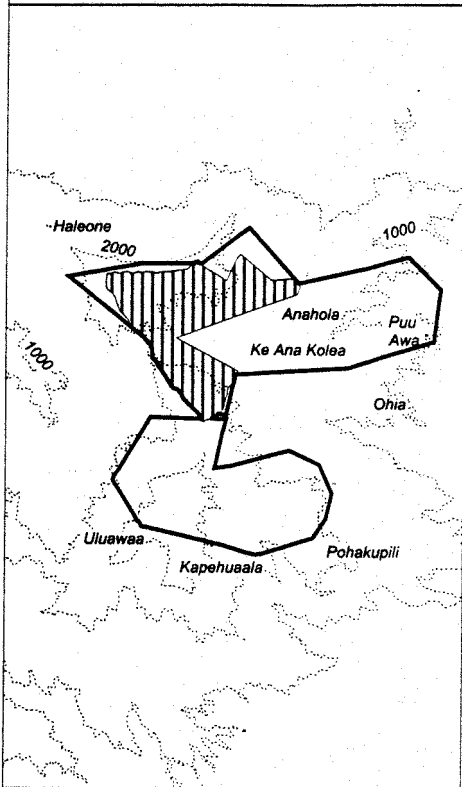 Haleone
2000
1000
Anahola
Puu
Awa
Ke Ana Kolea
1000
Ohia
Uluawaa
Pohakupili
Kapehuaala